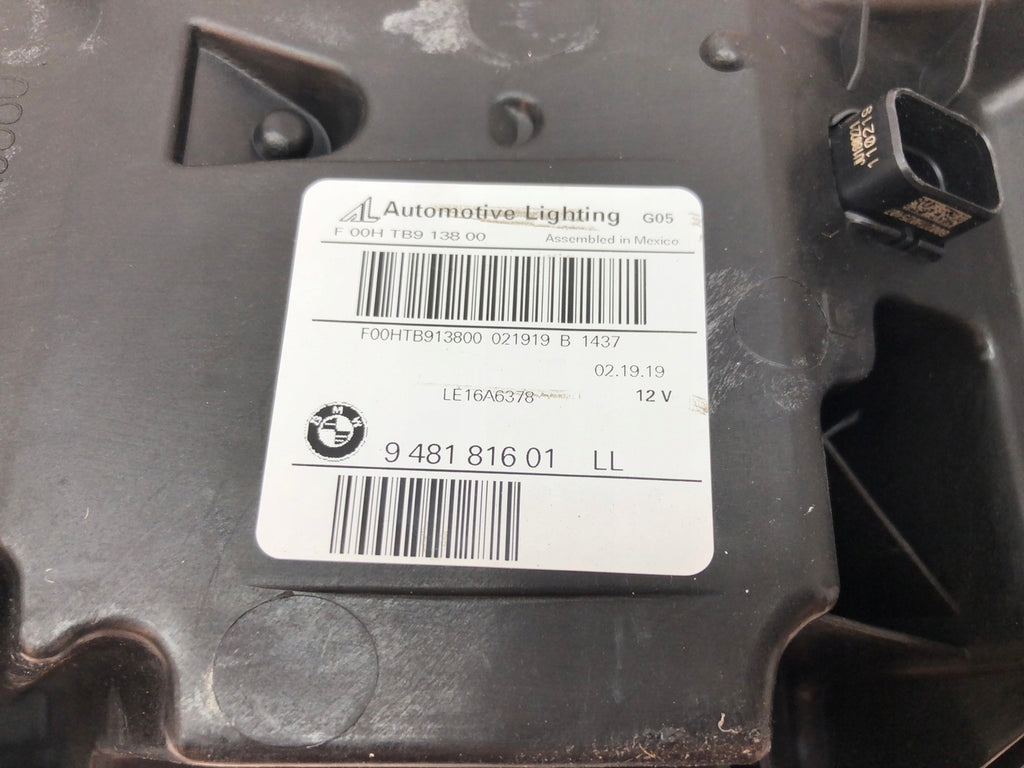 AL Automotive Lighting G05
F 00H TB9 138 00 Assembled in Mexico
F00HTB913800 021919 B 1437
02.19.19
LE16A6378 12 V
BMW
9 481 816 01 LL